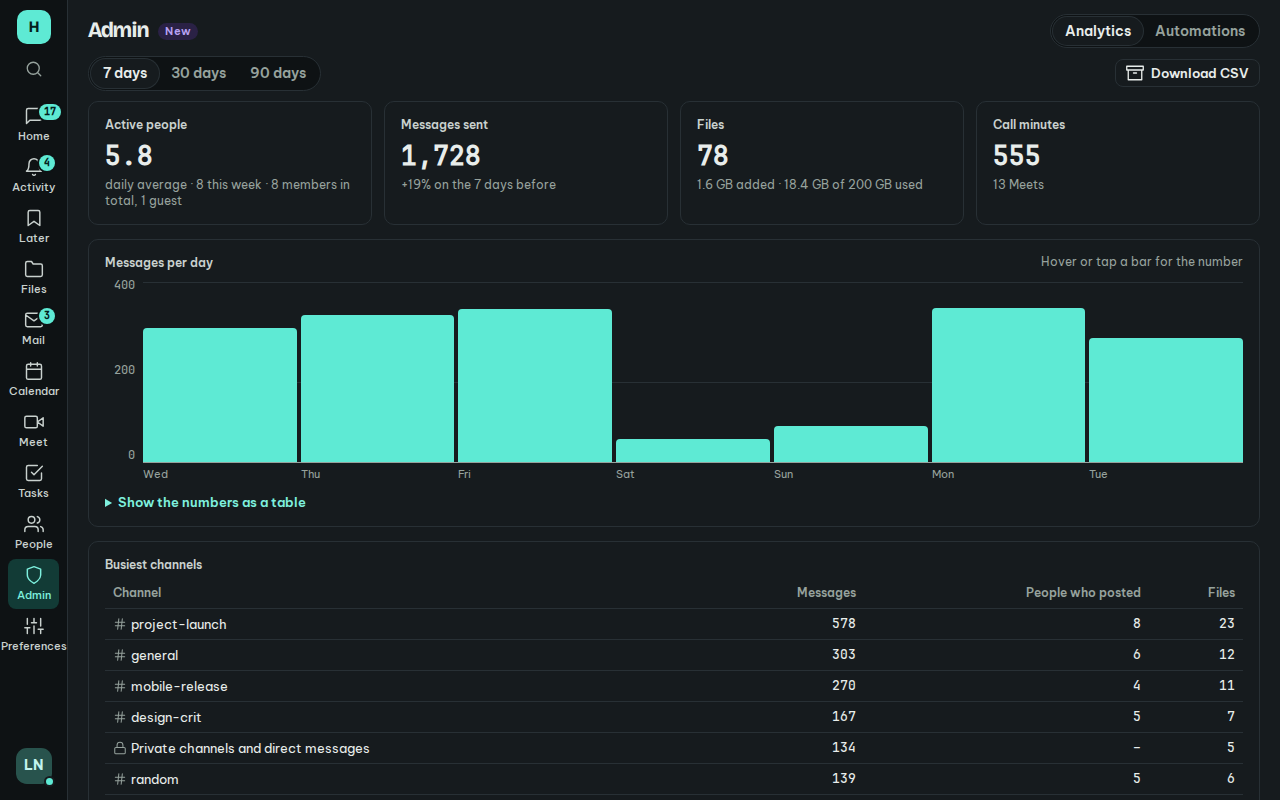 H
Admin New
Analytics Automations
7 days 30 days 90 days
Download CSV
17
Home
4
Activity
Later
Files
3
Mail
Calendar
Meet
Tasks
People
Admin
Preferences
LN
Active people
5.8
daily average · 8 this week · 8 members in
total, 1 guest
Messages sent
1,728
+19% on the 7 days before
Files
78
1.6 GB added · 18.4 GB of 200 GB used
Call minutes
555
13 Meets
Messages per day
Hover or tap a bar for the number
400
200
0
Wed Thu Fri Sat Sun Mon Tue
Show the numbers as a table
Busiest channels
Channel Messages People who posted Files
project-launch 578 8 23
general 303 6 12
mobile-release 270 4 11
design-crit 167 5 7
Private channels and direct messages 134 – 5
random 139 5 6